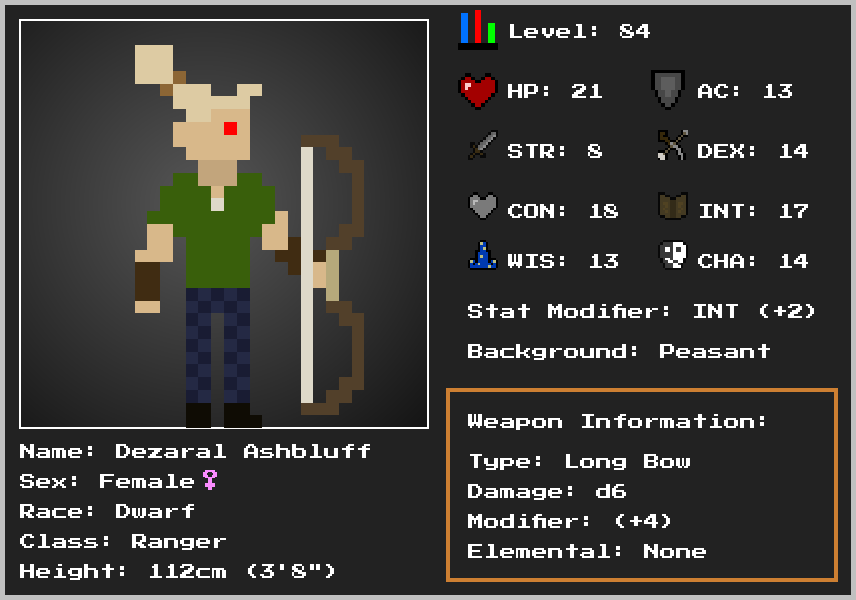 Level: 84
HP: 21 AC: 13
STR: 8 DEX: 14
CON: 18 INT: 17
WIS: 13 CHA: 14
Stat Modifier: INT (+2)
Background: Peasant
Weapon Information:
Type: Long Bow
Damage: d6
Modifier: (+4)
Elemental: None
Name: Dezaral Ashbluff
Sex: Female♀
Race: Dwarf
Class: Ranger
Height: 112cm (3'8")